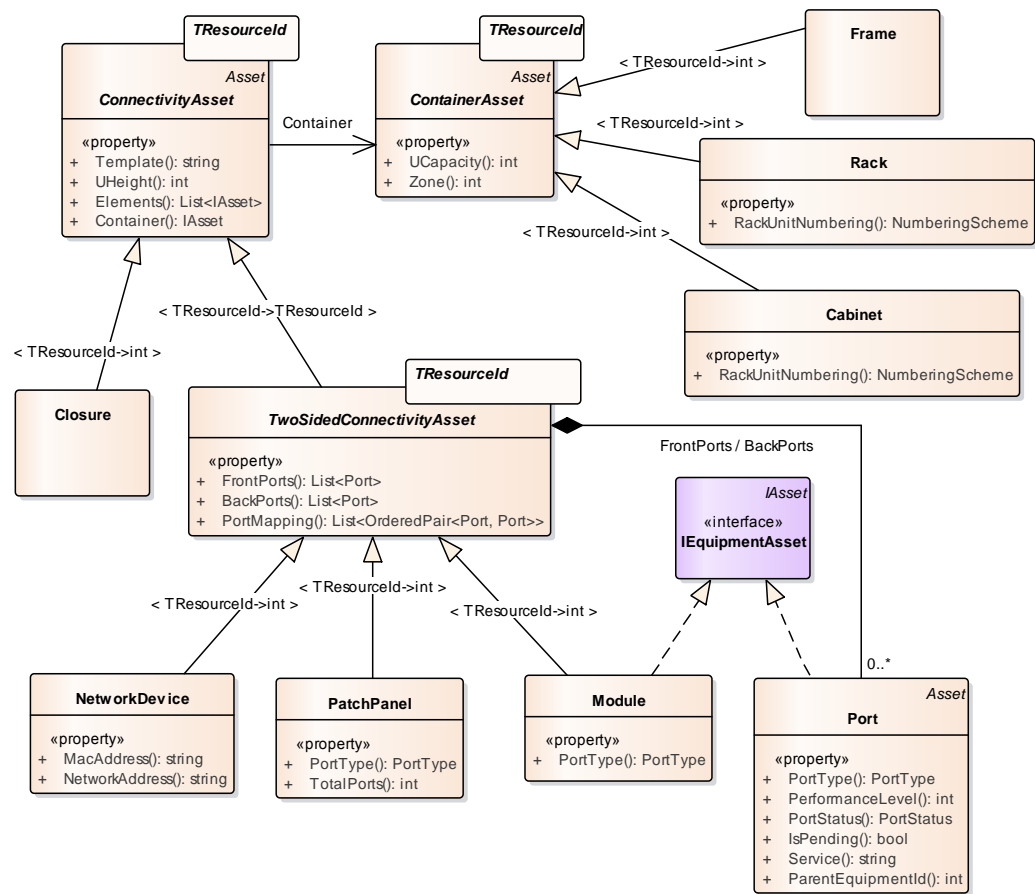 TResourceId
Asset
ConnectivityAsset
«property»
+ Template(): string
+ UHeight(): int
+ Elements(): List<IAsset>
+ Container(): IAsset
Container
TResourceId
Asset
ContainerAsset
«property»
+ UCapacity(): int
+ Zone(): int
Frame
< TResourceId->int >
< TResourceId->int >
Rack
«property»
+ RackUnitNumbering(): NumberingScheme
< TResourceId->int >
Cabinet
«property»
+ RackUnitNumbering(): NumberingScheme
< TResourceId->TResourceId >
< TResourceId->int >
Closure
TResourceId
TwoSidedConnectivityAsset
«property»
+ FrontPorts(): List<Port>
+ BackPorts(): List<Port>
+ PortMapping(): List<OrderedPair<Port, Port>>
FrontPorts / BackPorts
IAsset
«interface»
IEquipmentAsset
< TResourceId->int >
< TResourceId->int >
< TResourceId->int >
0..*
NetworkDevice
«property»
+ MacAddress(): string
+ NetworkAddress(): string
PatchPanel
«property»
+ PortType(): PortType
+ TotalPorts(): int
Module
«property»
+ PortType(): PortType
Asset
Port
«property»
+ PortType(): PortType
+ PerformanceLevel(): int
+ PortStatus(): PortStatus
+ IsPending(): bool
+ Service(): string
+ ParentEquipmentId(): int